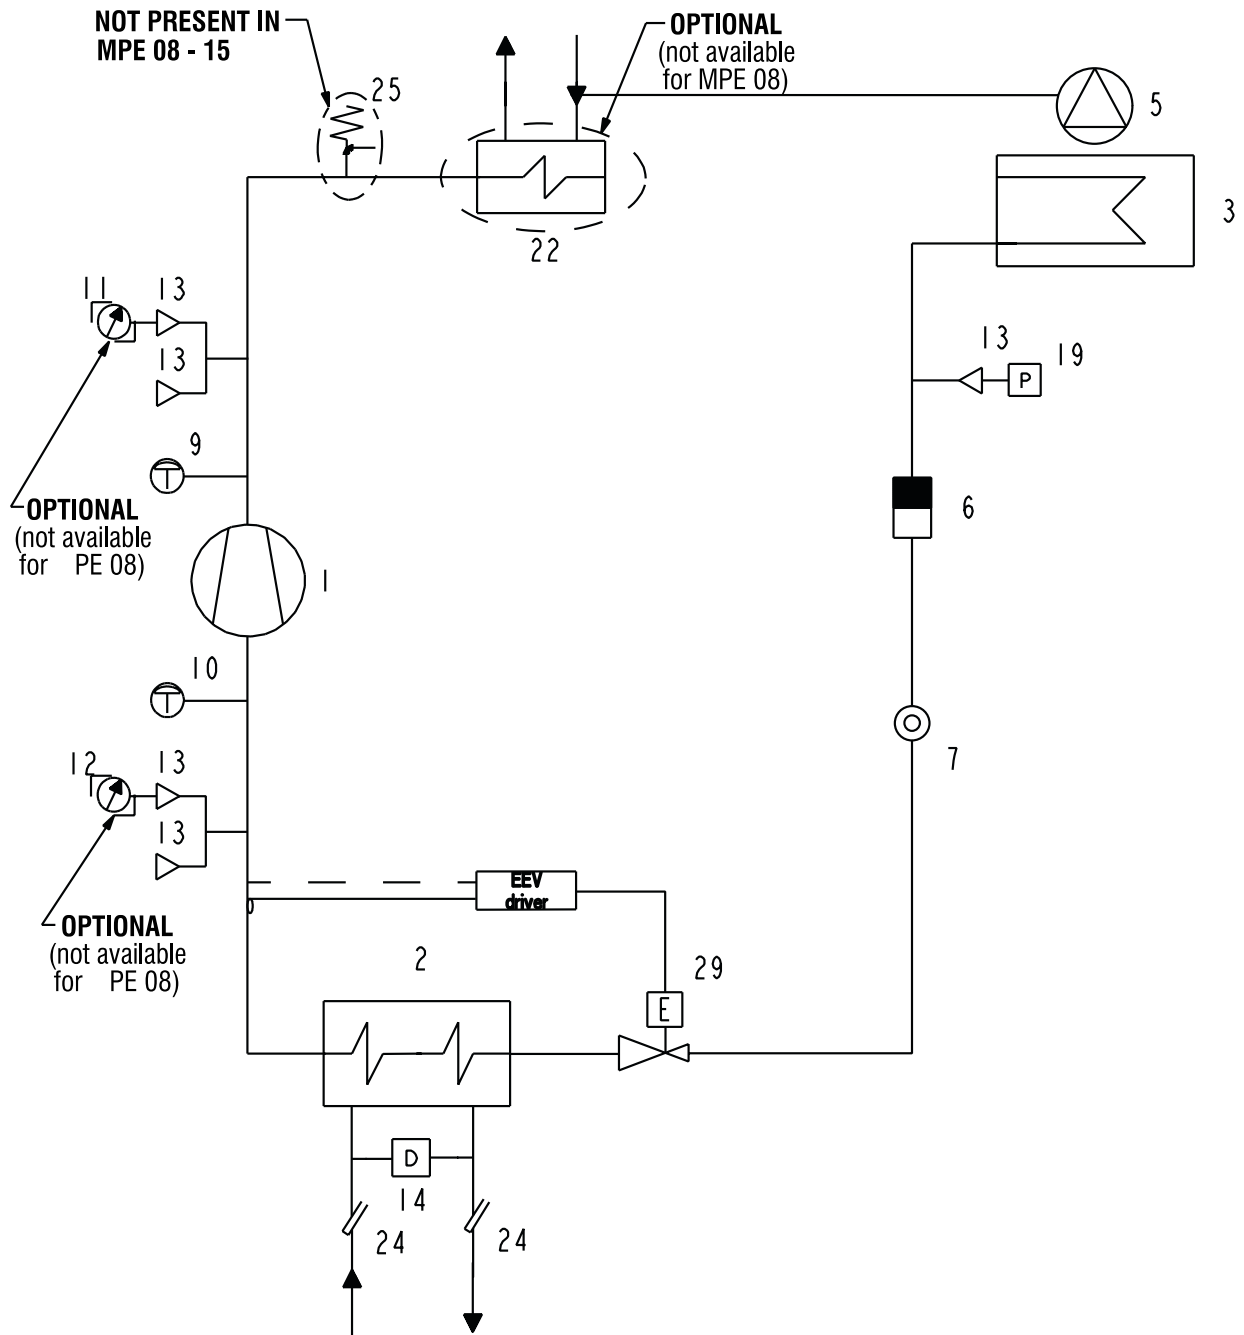 NOT PRESENT IN
MPE 08 - 15
OPTIONAL
(not available
for MPE 08)
25
5
3
22
11
13
13
13
19
P
9
T
OPTIONAL
(not available
for PE 08)
6
1
10
T
7
12
13
13
EEV
driver
OPTIONAL
(not available
for PE 08)
2
29
E
D
14
24
24